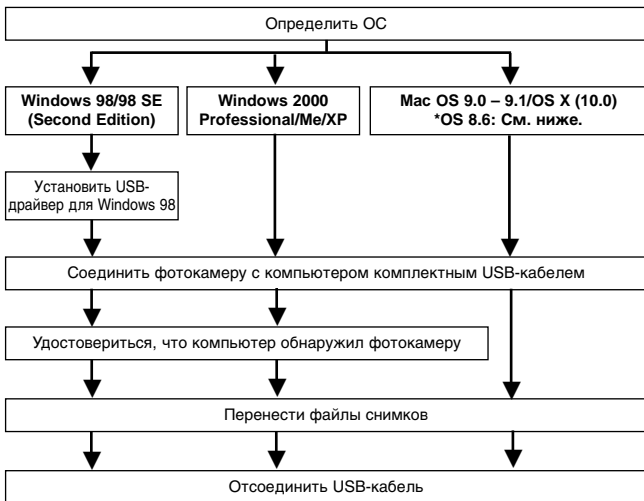 Определить ОС
Windows 98/98 SE
(Second Edition)
Windows 2000
Professional/Me/XP
Mac OS 9.0 – 9.1/OS X (10.0)
*OS 8.6: См. ниже.
Установить USB-
драйвер для Windows 98
Соединить фотокамеру с компьютером комплектным USB-кабелем
Удостовериться, что компьютер обнаружил фотокамеру
Перенести файлы снимков
Отсоединить USB-кабель